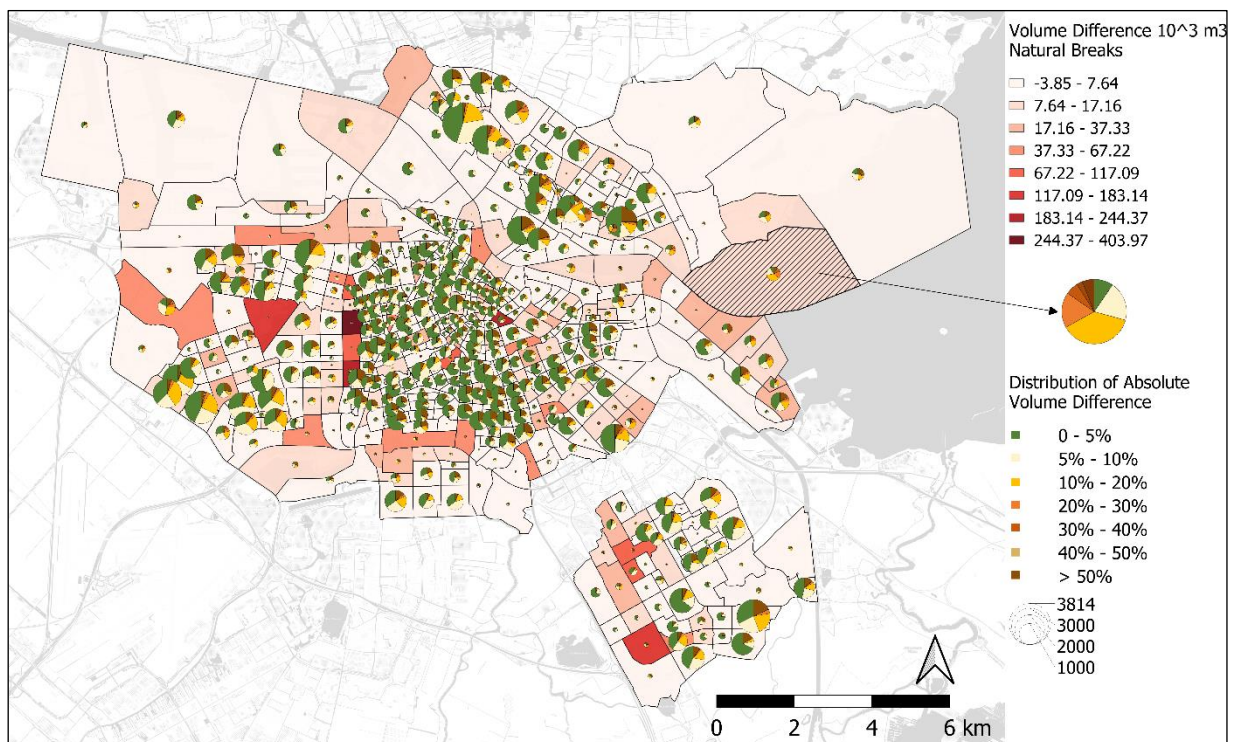 Volume Difference 10^3 m3
Natural Breaks
-3.85 - 7.64
7.64 - 17.16
17.16 - 37.33
37.33 - 67.22
67.22 - 117.09
117.09 - 183.14
183.14 - 244.37
244.37 - 403.97
Distribution of Absolute
Volume Difference
0 - 5%
5% - 10%
10% - 20%
20% - 30%
30% - 40%
40% - 50%
> 50%
3814
3000
2000
1000
0 2 4 6 km